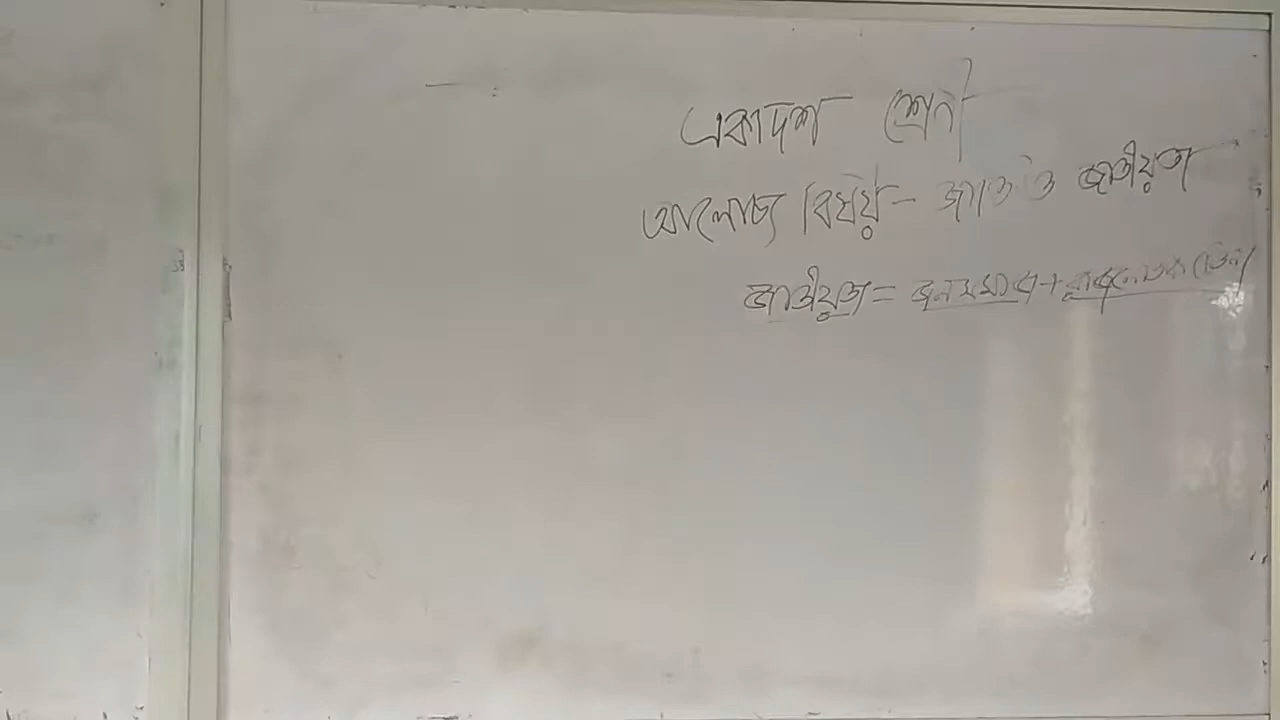 একাদশ শ্রেনী
আলোচ্য বিষয় - জাতি ও জাতীয়তা
জাতীয়তা = জনসমাজ + রাজনৈতিক চেতনা